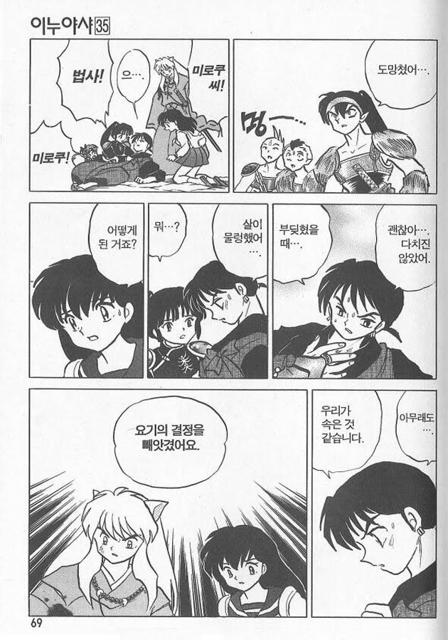 이누야샤 35
도망쳤어….
멍—
미로쿠
씨!
으….
법사!
미로쿠!
괜찮아….
다치진
않았어.
부딪혔을
때….
살이
물렁했어
….
뭐…?
어떻게
된 거죠?
아무래도
….
우리가
속은 것
같습니다.
요기의 결정을
빼앗겼어요.
69